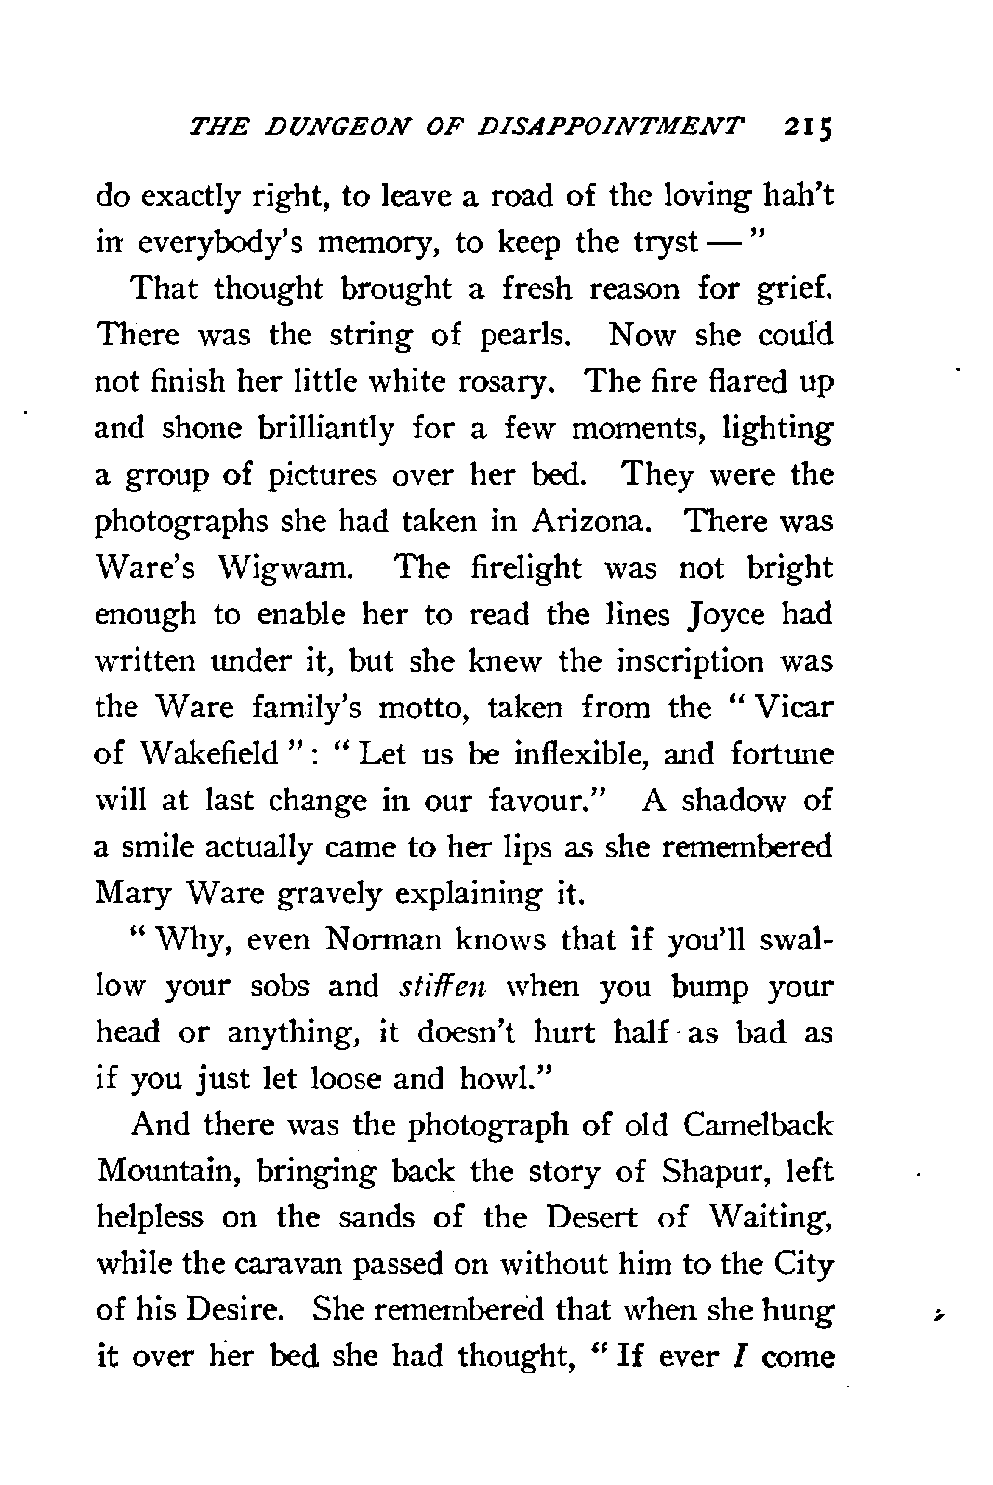 THE DUNGEON OF DISAPPOINTMENT 215
do exactly right, to leave a road of the loving hah't
in everybody's memory, to keep the tryst — "
That thought brought a fresh reason for grief.
There was the string of pearls. Now she could
not finish her little white rosary. The fire flared up
and shone brilliantly for a few moments, lighting
a group of pictures over her bed. They were the
photographs she had taken in Arizona. There was
Ware's Wigwam. The firelight was not bright
enough to enable her to read the lines Joyce had
written under it, but she knew the inscription was
the Ware family's motto, taken from the " Vicar
of Wakefield ": " Let us be inflexible, and fortune
will at last change in our favour." A shadow of
a smile actually came to her lips as she remembered
Mary Ware gravely explaining it.
" Why, even Norman knows that if you'll swal-
low your sobs and stiffen when you bump your
head or anything, it doesn't hurt half as bad as
if you just let loose and howl."
And there was the photograph of old Camelback
Mountain, bringing back the story of Shapur, left
helpless on the sands of the Desert of Waiting,
while the caravan passed on without him to the City
of his Desire. She remembered that when she hung
it over her bed she had thought, " If ever I come